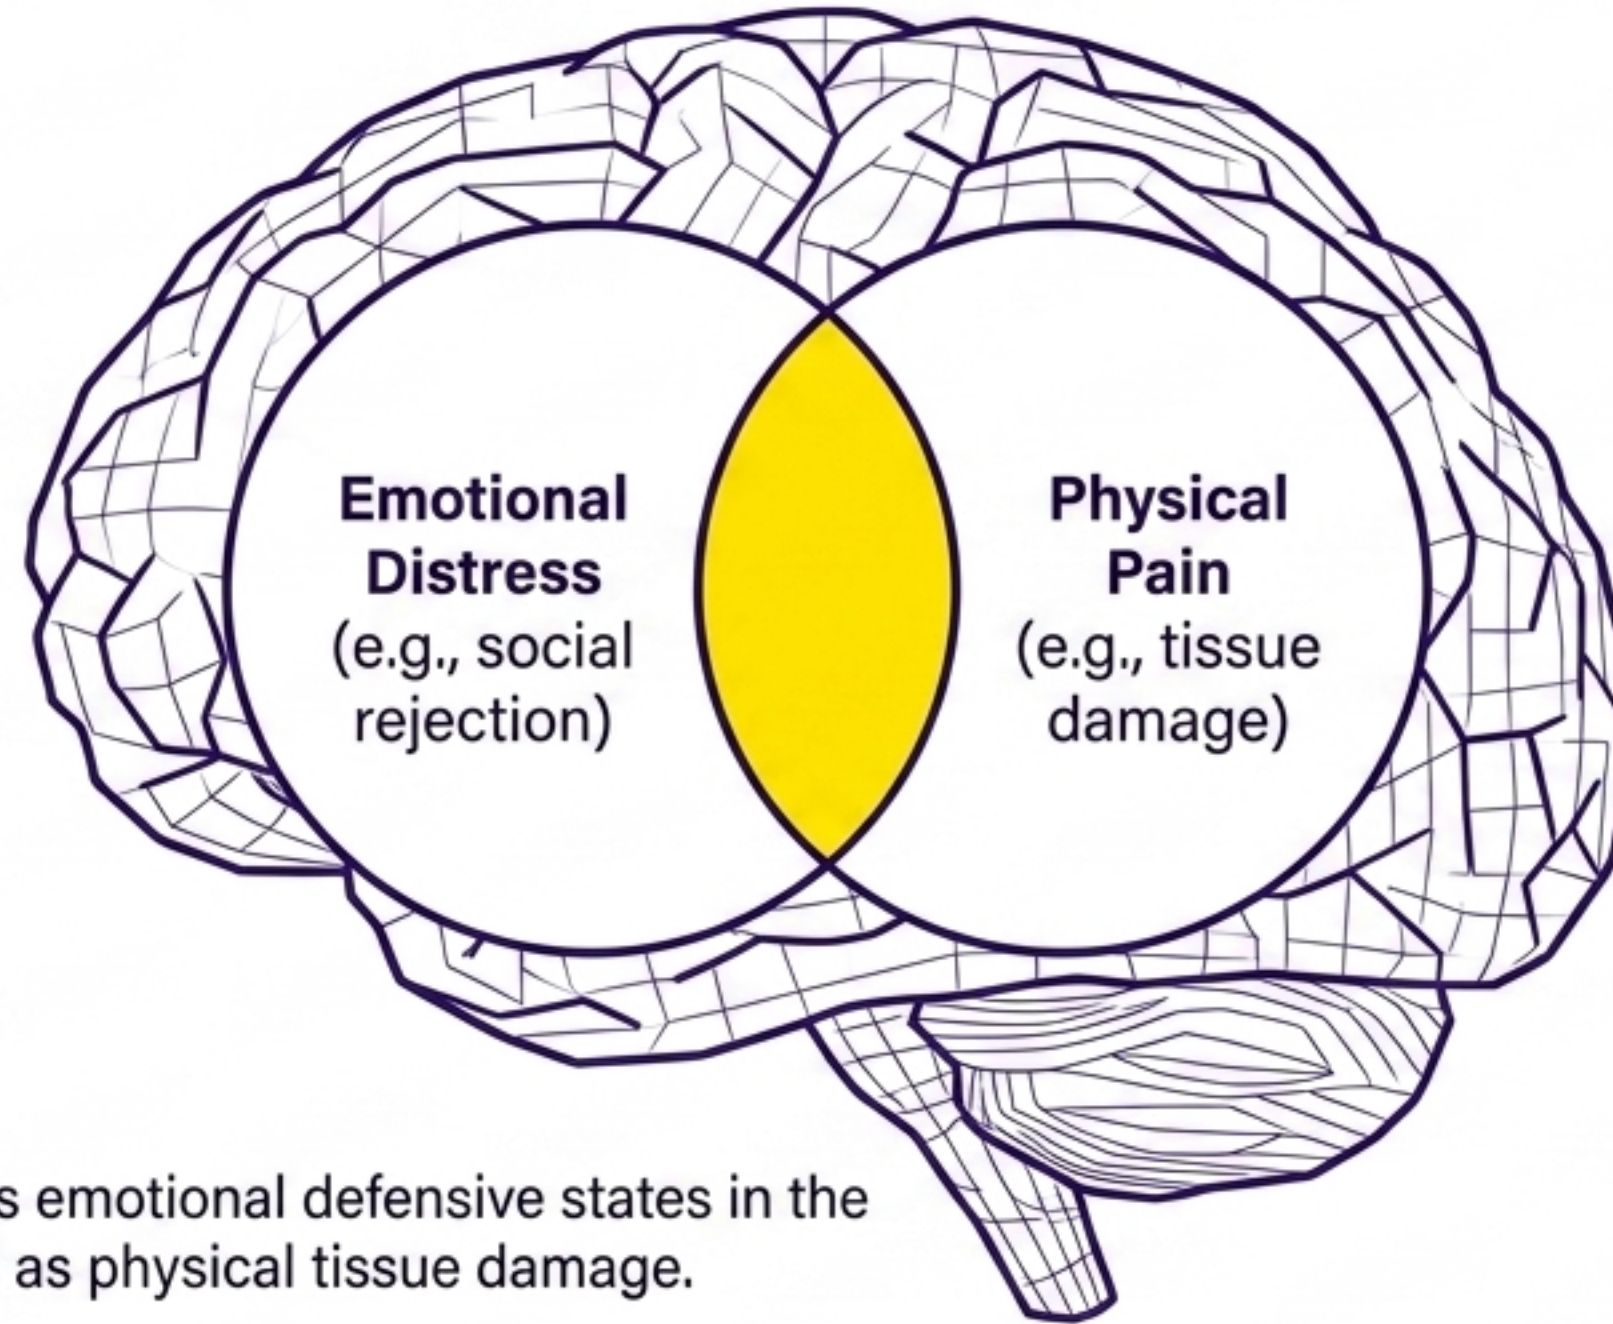 Emotional
Distress
(e.g., social
rejection)
Physical
Pain
(e.g., tissue
damage)
s emotional defensive states in the
as physical tissue damage.